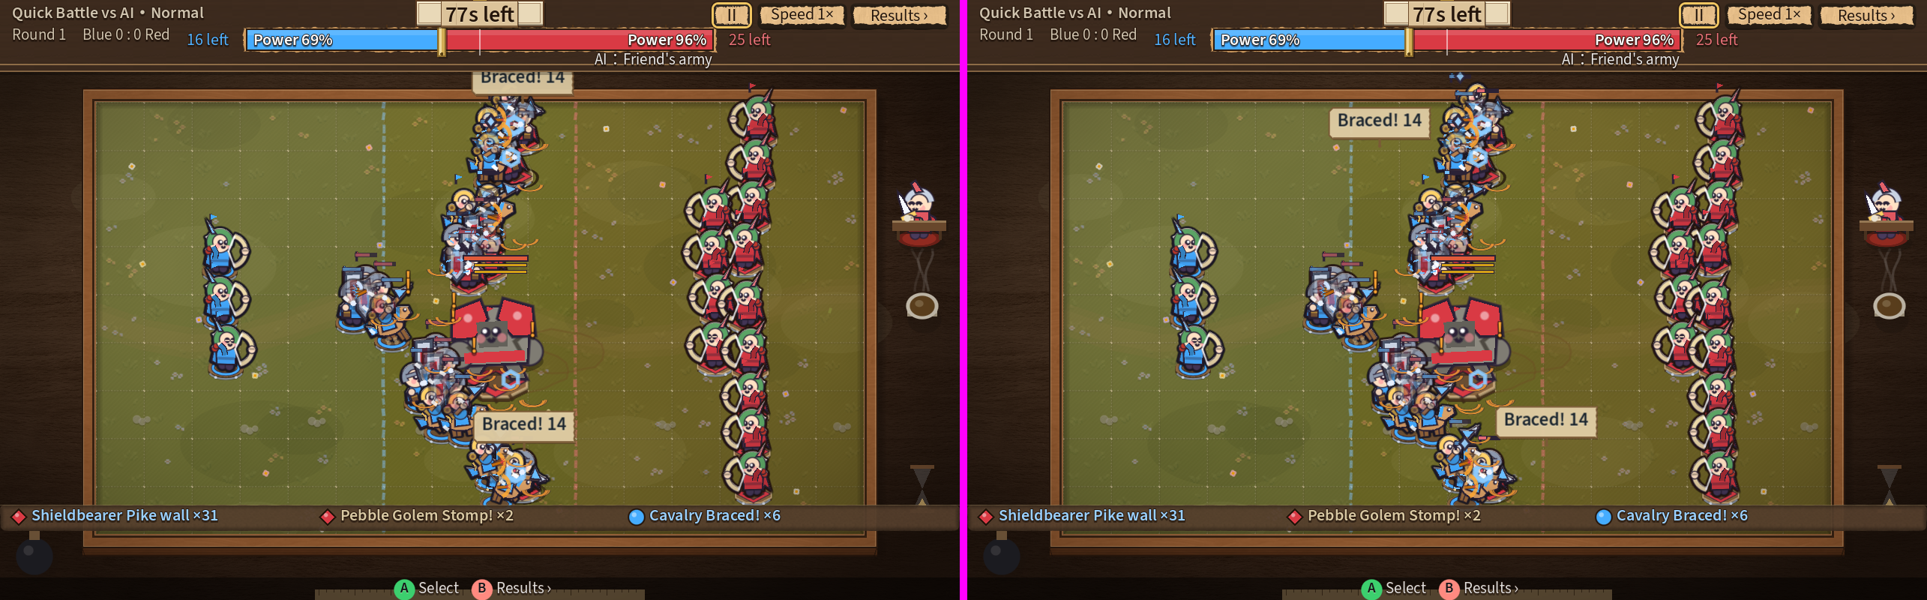 Quick Battle vs AI • Normal
77s left
II
Speed 1×
Results ›
Round 1 Blue 0 : 0 Red
16 left
Power 69%
Power 96%
25 left
AI：Friend's army
Braced! 14
Braced! 14
Shieldbearer Pike wall ×31
Pebble Golem Stomp! ×2
Cavalry Braced! ×6
A Select
B Results ›
Quick Battle vs AI • Normal
77s left
II
Speed 1×
Results ›
Round 1 Blue 0 : 0 Red
16 left
Power 69%
Power 96%
25 left
AI：Friend's army
Braced! 14
Braced! 14
Shieldbearer Pike wall ×31
Pebble Golem Stomp! ×2
Cavalry Braced! ×6
A Select
B Results ›